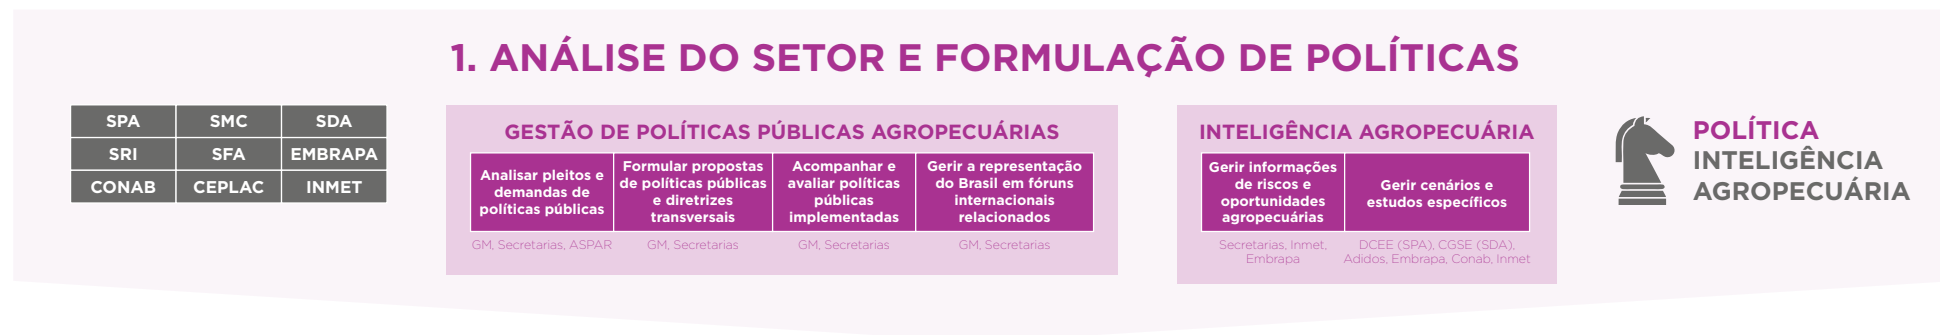 1. ANÁLISE DO SETOR E FORMULAÇÃO DE POLÍTICAS
SPA SMC SDA
SRI SFA EMBRAPA
CONAB CEPLAC INMET
GESTÃO DE POLÍTICAS PÚBLICAS AGROPECUÁRIAS
Analisar pleitos e
demandas de
políticas públicas
GM, Secretarias, ASPAR
Formular propostas
de políticas públicas
e diretrizes
transversais
GM, Secretarias
Acompanhar e
avaliar políticas
públicas
implementadas
GM, Secretarias
Gerir a representação
do Brasil em fóruns
internacionais
relacionados
GM, Secretarias
INTELIGÊNCIA AGROPECUÁRIA
Gerir informações
de riscos e
oportunidades
agropecuárias
Secretarias, Inmet,
Embrapa
Gerir cenários e
estudos específicos
DCEE (SPA), CGSE (SDA),
Adidos, Embrapa, Conab, Inmet
POLÍTICA
INTELIGÊNCIA
AGROPECUÁRIA